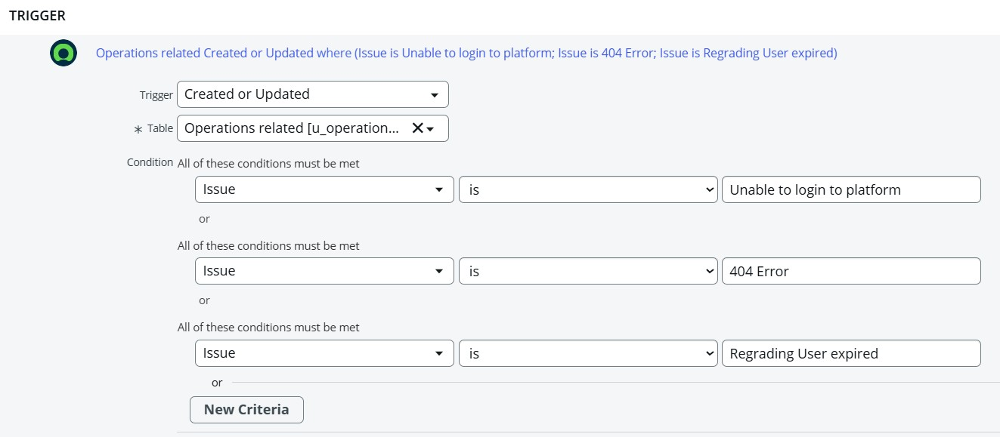 TRIGGER
Operations related Created or Updated where (Issue is Unable to login to platform; Issue is 404 Error; Issue is Regrading User expired)
Trigger Created or Updated
* Table Operations related [u_operation...
Condition All of these conditions must be met
Issue is Unable to login to platform
or
All of these conditions must be met
Issue is 404 Error
or
All of these conditions must be met
Issue is Regrading User expired
or
New Criteria